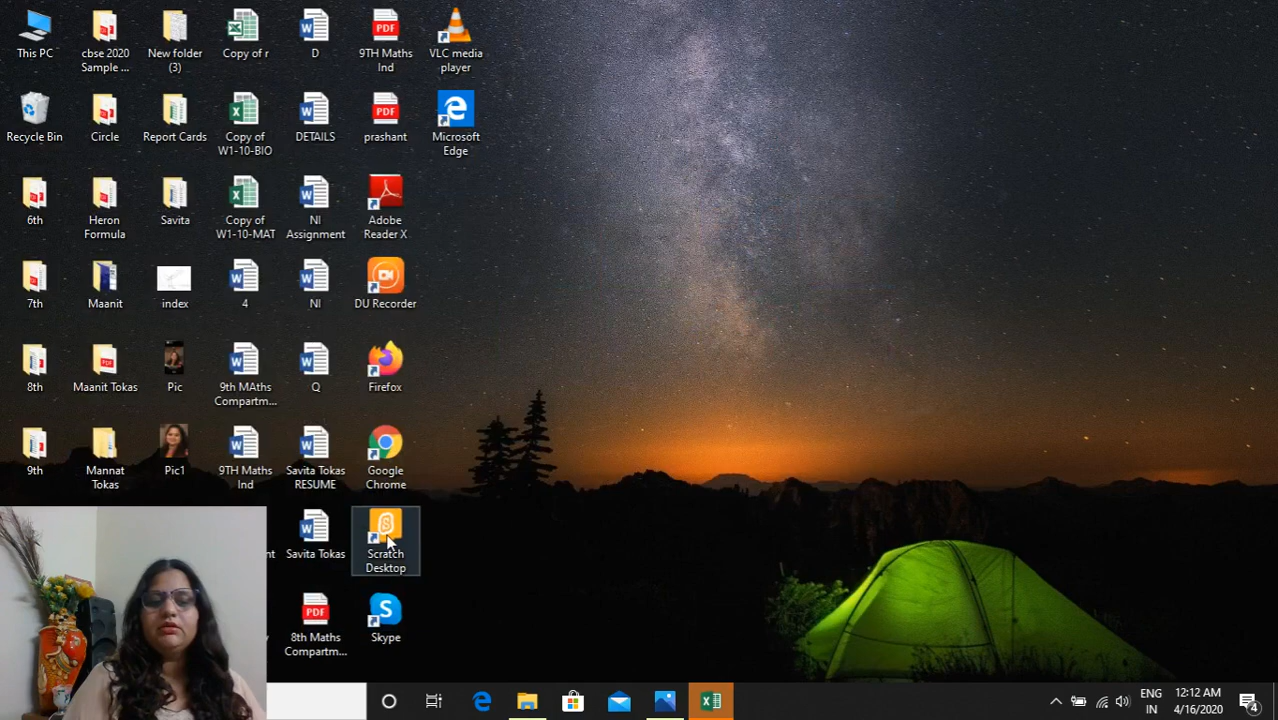 This PC
cbse 2020
Sample ...
New folder
(3)
Copy of r
D
9TH Maths
Ind
VLC media
player
Recycle Bin
Circle
Report Cards
Copy of
W1-10-BIO
DETAILS
prashant
Microsoft
Edge
6th
Heron
Formula
Savita
Copy of
W1-10-MAT
NI
Assignment
Adobe
Reader X
7th
Maanit
index
4
NI
DU Recorder
8th
Maanit Tokas
Pic
9th MAths
Compartm...
Q
Firefox
9th
Mannat
Tokas
Pic1
9TH Maths
Ind
Savita Tokas
RESUME
Google
Chrome
Savita Tokas
Scratch
Desktop
PDF
8th Maths
Compartm...
Skype
ENG
IN
12:12 AM
4/16/2020
4